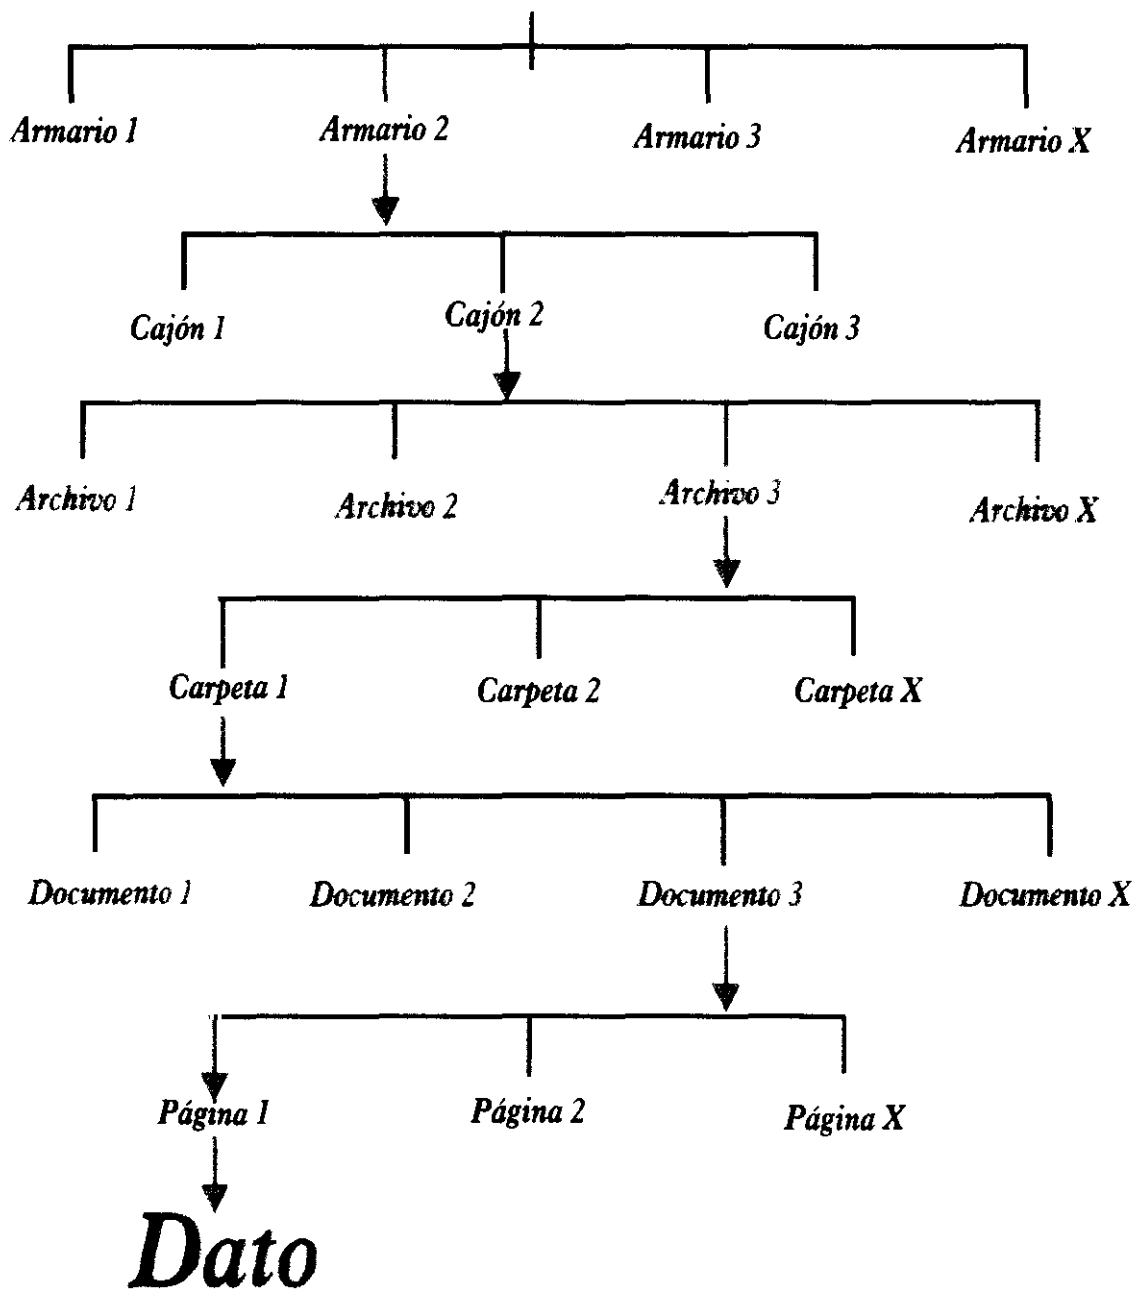 Armario 1 Armario 2 Armario 3 Armario X
Cajón 1 Cajón 2 Cajón 3
Archivo 1 Archivo 2 Archivo 3 Archivo X
Carpeta 1 Carpeta 2 Carpeta X
Documento 1 Documento 2 Documento 3 Documento X
Página 1 Página 2 Página X
Dato